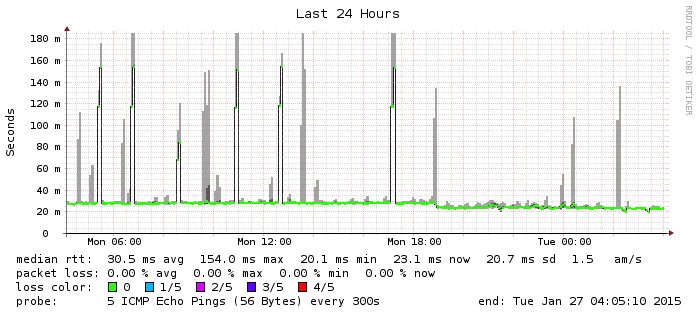 Last 24 Hours
RRDTOOL / TOBI OETIKER
Seconds
180 m
160 m
140 m
120 m
100 m
80 m
60 m
40 m
20 m
0
Mon 06:00 Mon 12:00 Mon 18:00 Tue 00:00
median rtt: 30.5 ms avg 154.0 ms max 20.1 ms min 23.1 ms now 20.7 ms sd 1.5 am/s
packet loss: 0.00 % avg 0.00 % max 0.00 % min 0.00 % now
loss color: 0 1/5 2/5 3/5 4/5
probe: 5 ICMP Echo Pings (56 Bytes) every 300s end: Tue Jan 27 04:05:10 2015